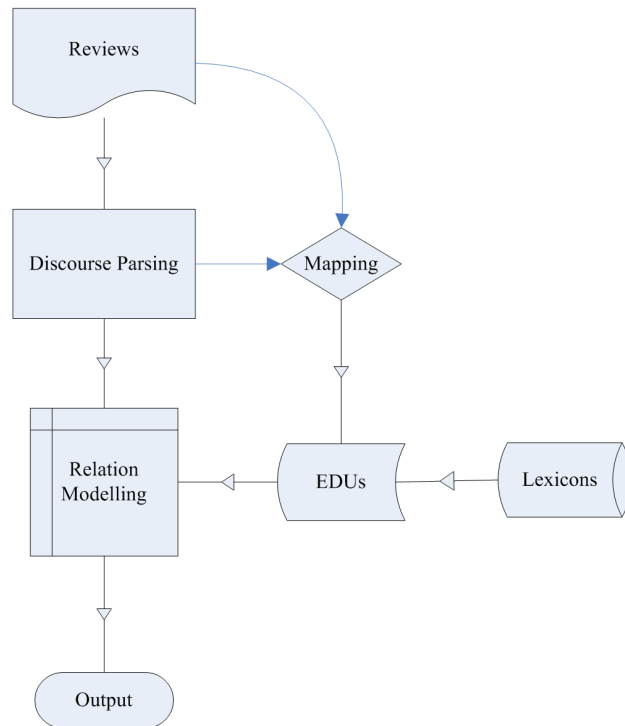 Reviews
Discourse Parsing
Mapping
Relation
Modelling
EDUs
Lexicons
Output